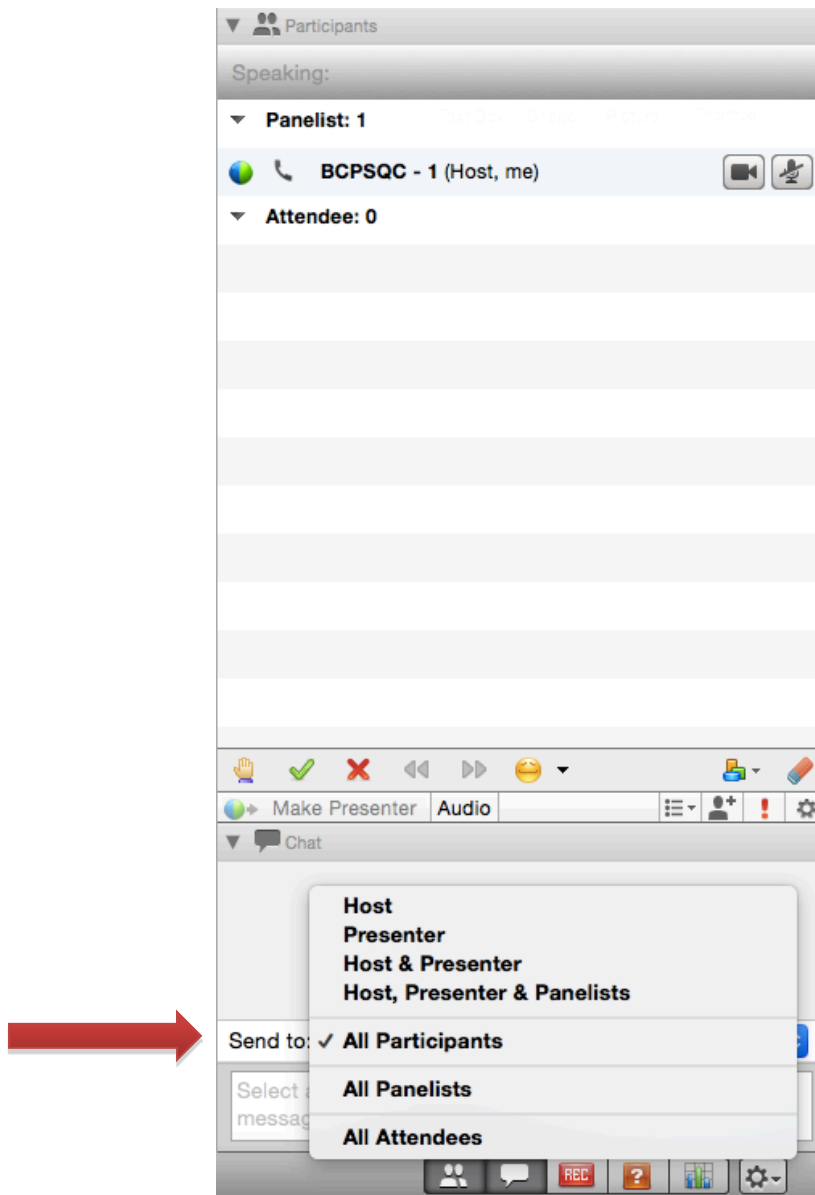 Participants
Speaking:
Panelist: 1
BCPSQC - 1 (Host, me)
Attendee: 0
Make Presenter Audio
Chat
Host
Presenter
Host & Presenter
Host, Presenter & Panelists
Send to: ✓ All Participants
Select
All Panelists
All Attendees
REC